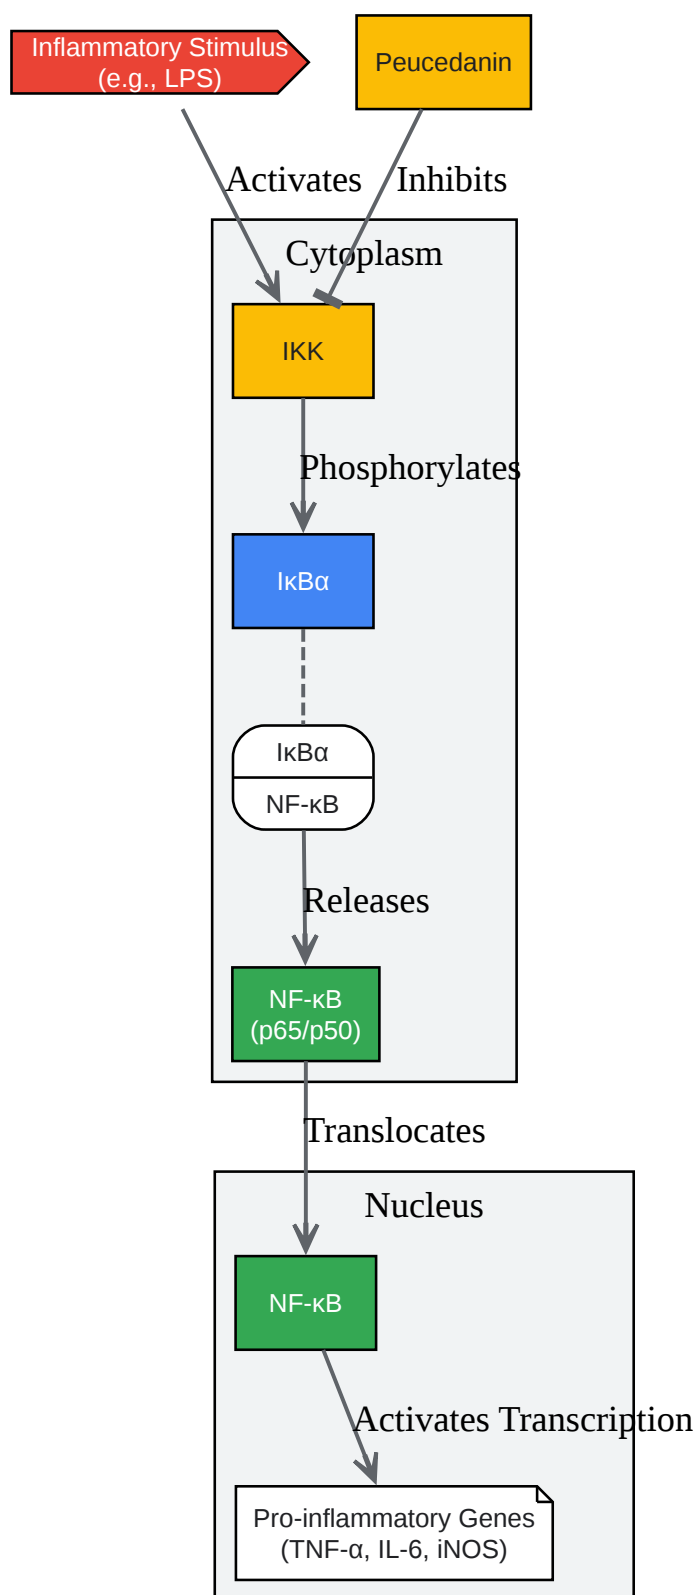 Inflammatory Stimulus
(e.g., LPS)
Peucedanin
Activates
Inhibits
Cytoplasm
IKK
Phosphorylates
IκBα
IκBα
NF-κB
Releases
NF-κB
(p65/p50)
Translocates
Nucleus
NF-κB
Activates Transcription
Pro-inflammatory Genes
(TNF-α, IL-6, iNOS)